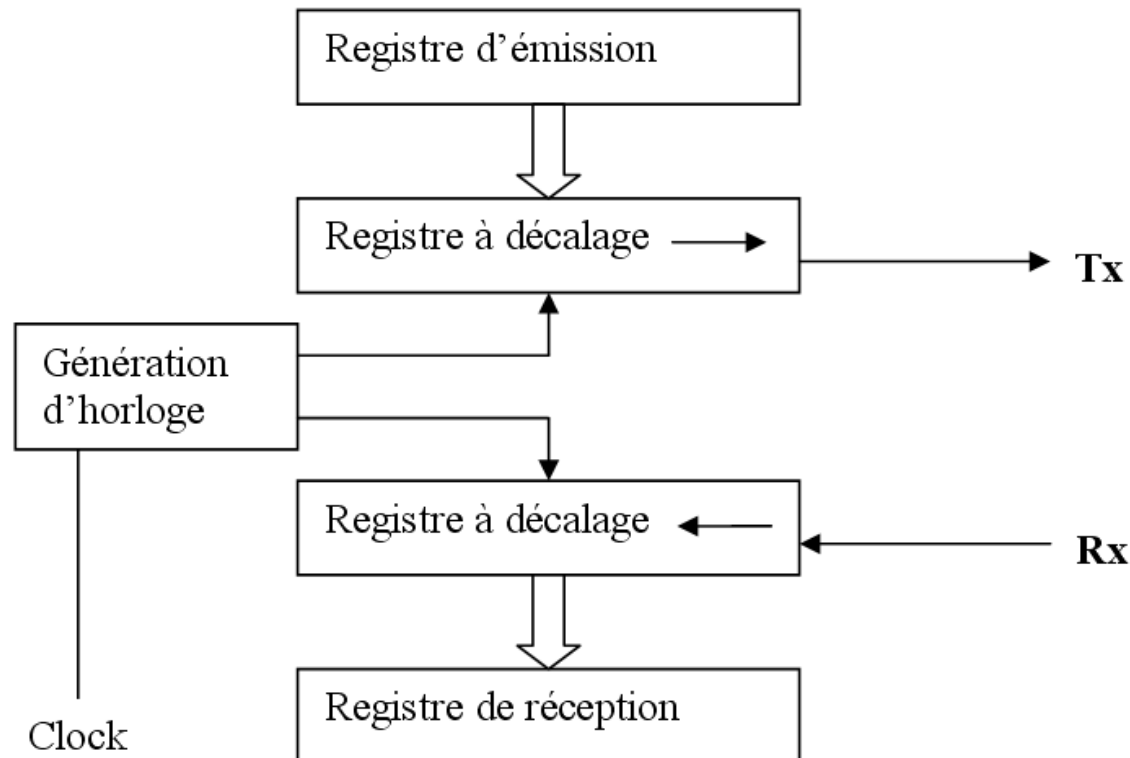 Registre d’émission
Registre à décalage
Tx
Génération
d’horloge
Registre à décalage
Rx
Registre de réception
Clock